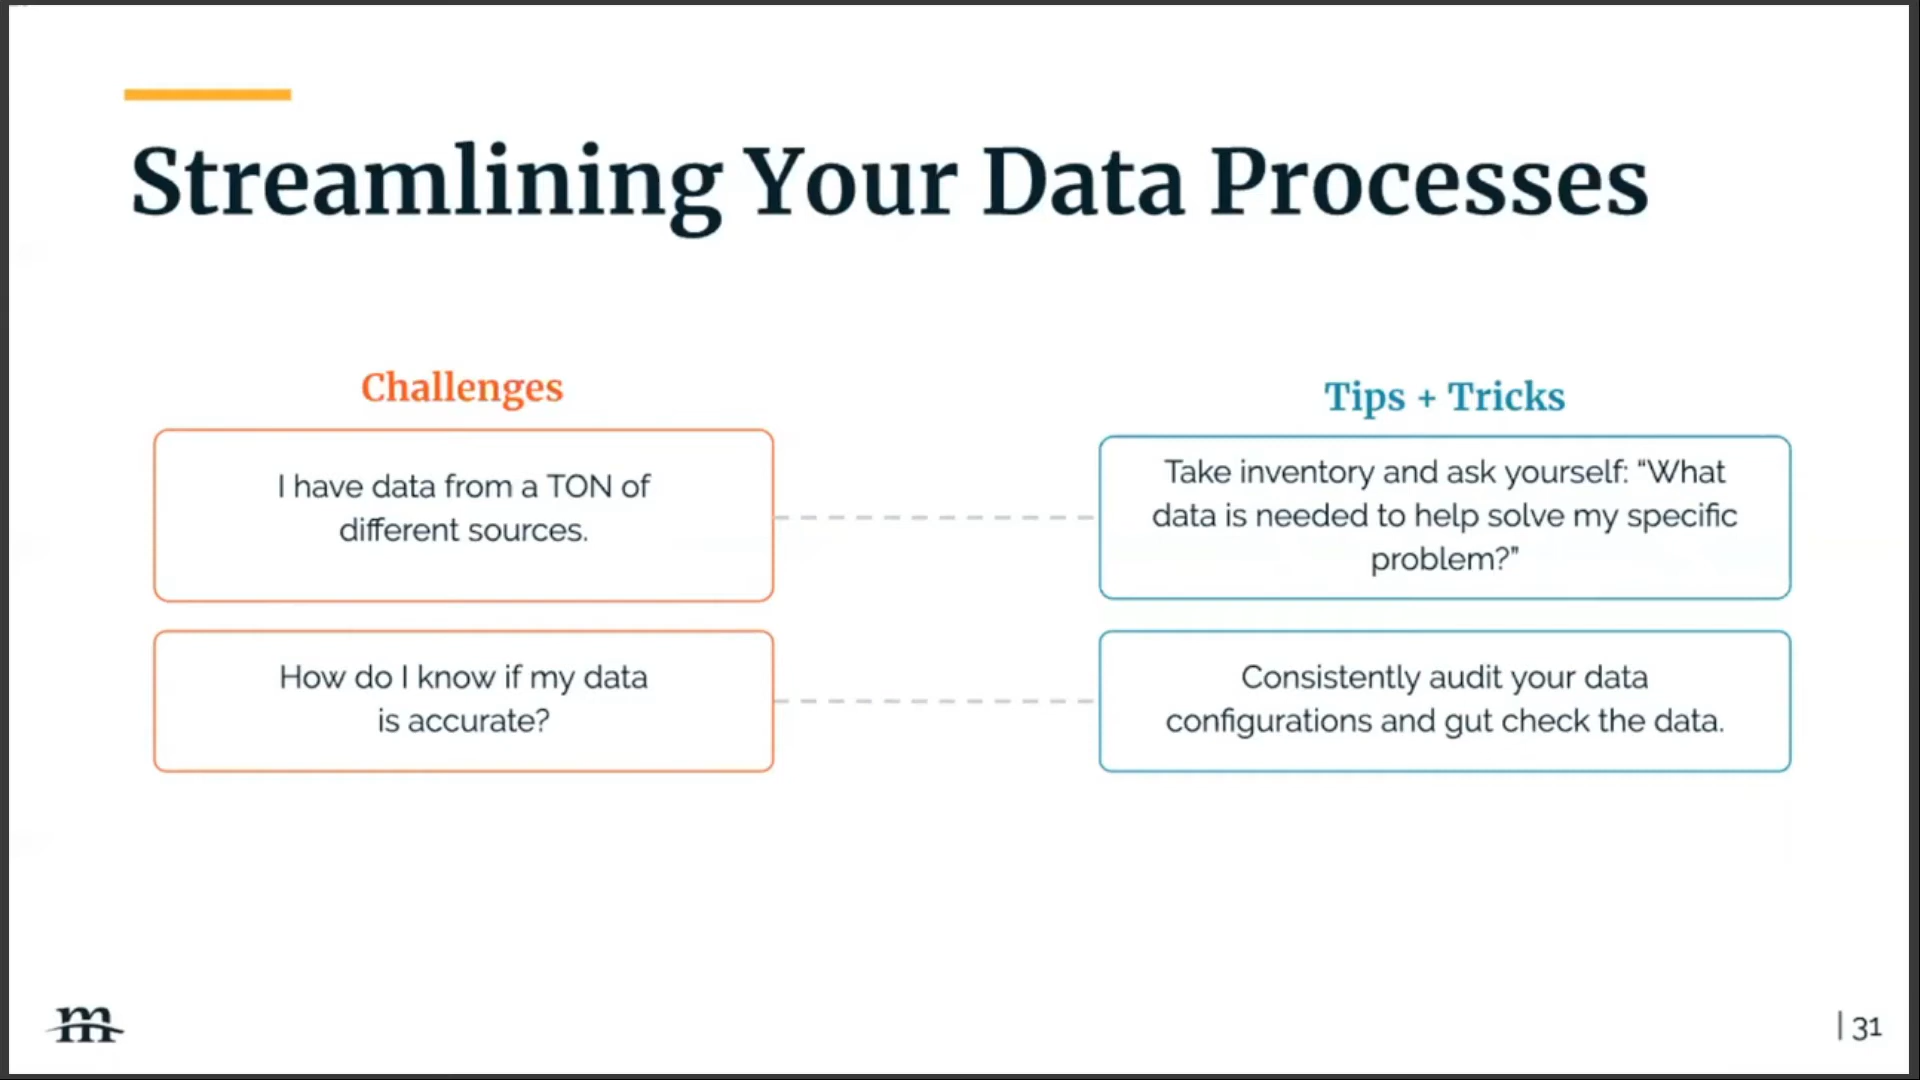 Streamlining Your Data Processes
Challenges
I have data from a TON of
different sources.
How do I know if my data
is accurate?
Tips + Tricks
Take inventory and ask yourself: “What
data is needed to help solve my specific
problem?”
Consistently audit your data
configurations and gut check the data.
m
| 31